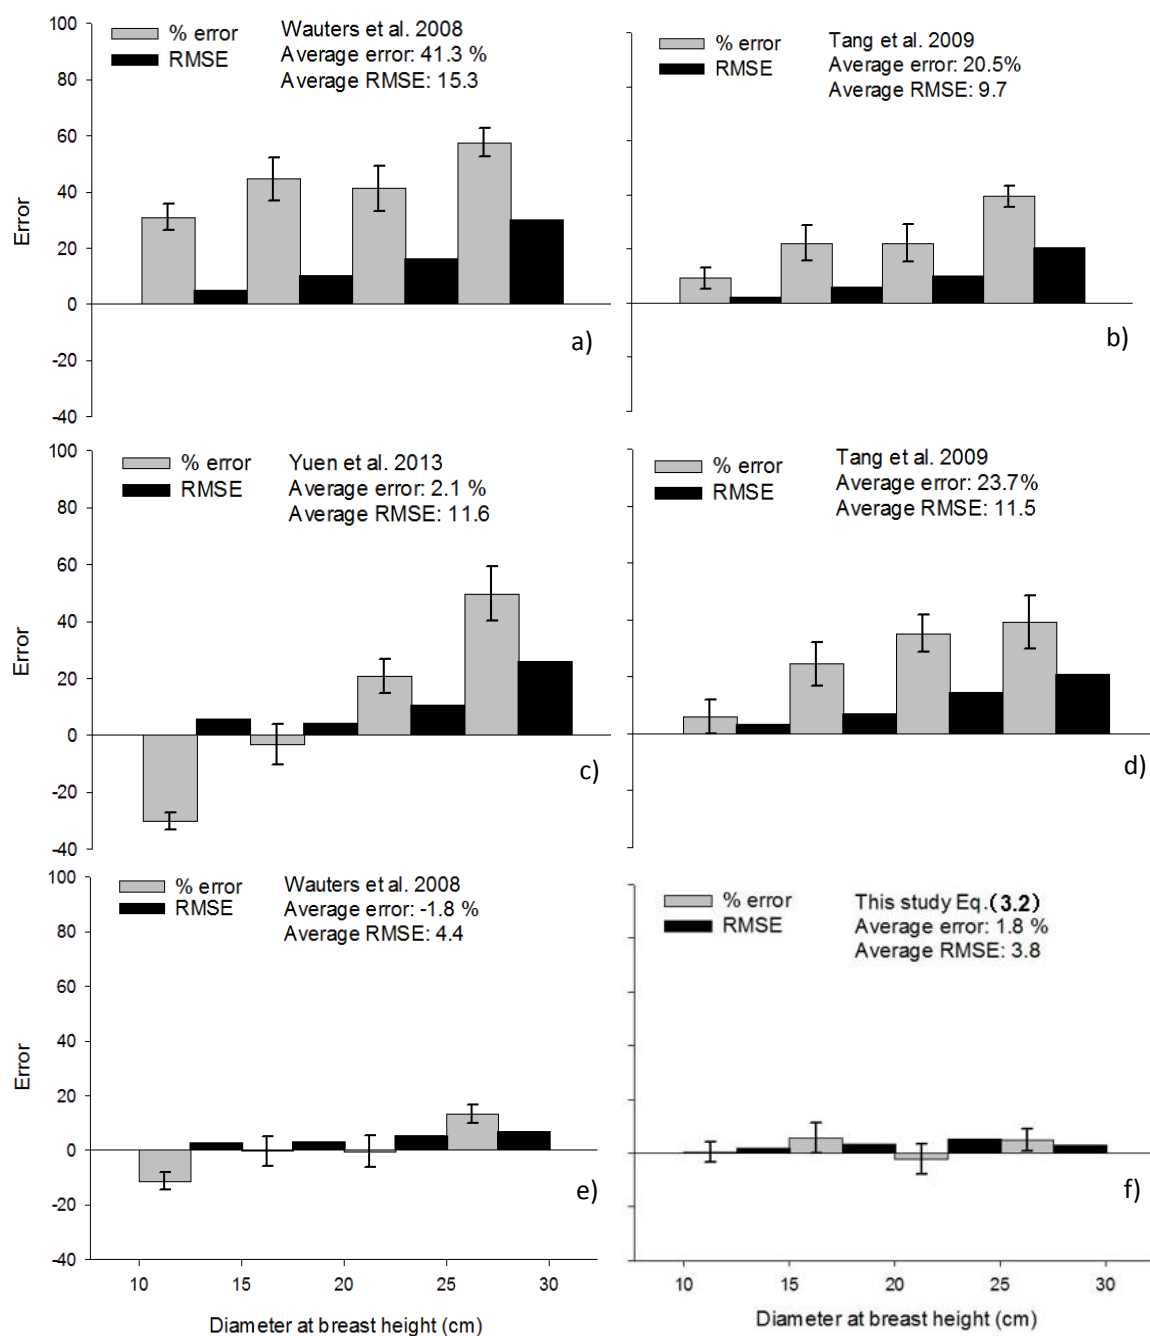 100
80
60
40
20
0
-20
-40
Error
% error
RMSE
Wauters et al. 2008
Average error: 41.3 %
Average RMSE: 15.3
a)
% error
RMSE
Tang et al. 2009
Average error: 20.5%
Average RMSE: 9.7
b)
100
80
60
40
20
0
-20
-40
Error
% error
RMSE
Yuen et al. 2013
Average error: 2.1 %
Average RMSE: 11.6
c)
% error
RMSE
Tang et al. 2009
Average error: 23.7%
Average RMSE: 11.5
d)
100
80
60
40
20
0
-20
-40
Error
% error
RMSE
Wauters et al. 2008
Average error: -1.8 %
Average RMSE: 4.4
e)
10 15 20 25 30
Diameter at breast height (cm)
% error
RMSE
This study Eq.(3.2)
Average error: 1.8 %
Average RMSE: 3.8
f)
10 15 20 25 30
Diameter at breast height (cm)